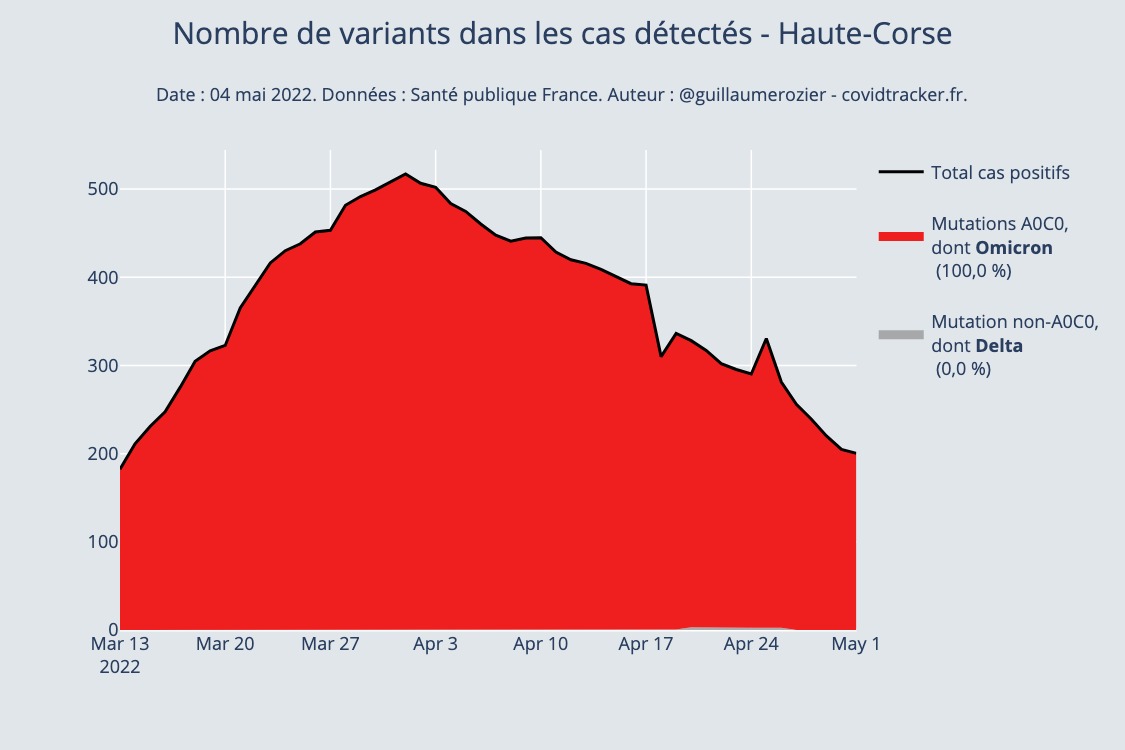 Nombre de variants dans les cas détectés - Haute-Corse
Date : 04 mai 2022. Données : Santé publique France. Auteur : @guillaumerozier - covidtracker.fr.
500
400
300
200
100
0
Mar 13
2022
Mar 20
Mar 27
Apr 3
Apr 10
Apr 17
Apr 24
May 1
Total cas positifs
Mutations A0C0,
dont Omicron
(100,0 %)
Mutation non-A0C0,
dont Delta
(0,0 %)